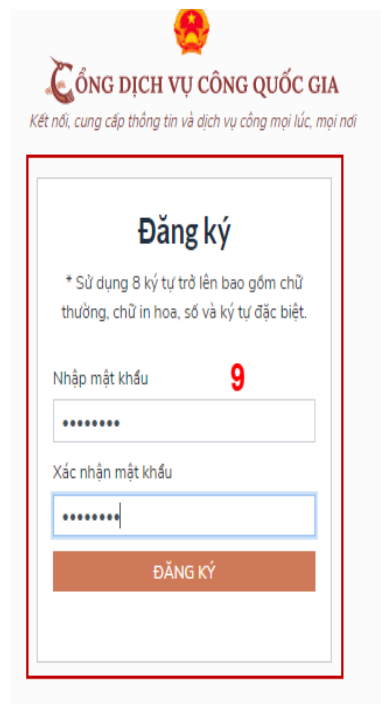 CỔNG DỊCH VỤ CÔNG QUỐC GIA
Kết nối, cung cấp thông tin và dịch vụ công mọi lúc, mọi nơi
Đăng ký
* Sử dụng 8 ký tự trở lên bao gồm chữ
thường, chữ in hoa, số và ký tự đặc biệt.
Nhập mật khẩu
9
••••••••
Xác nhận mật khẩu
••••••••
ĐĂNG KÝ